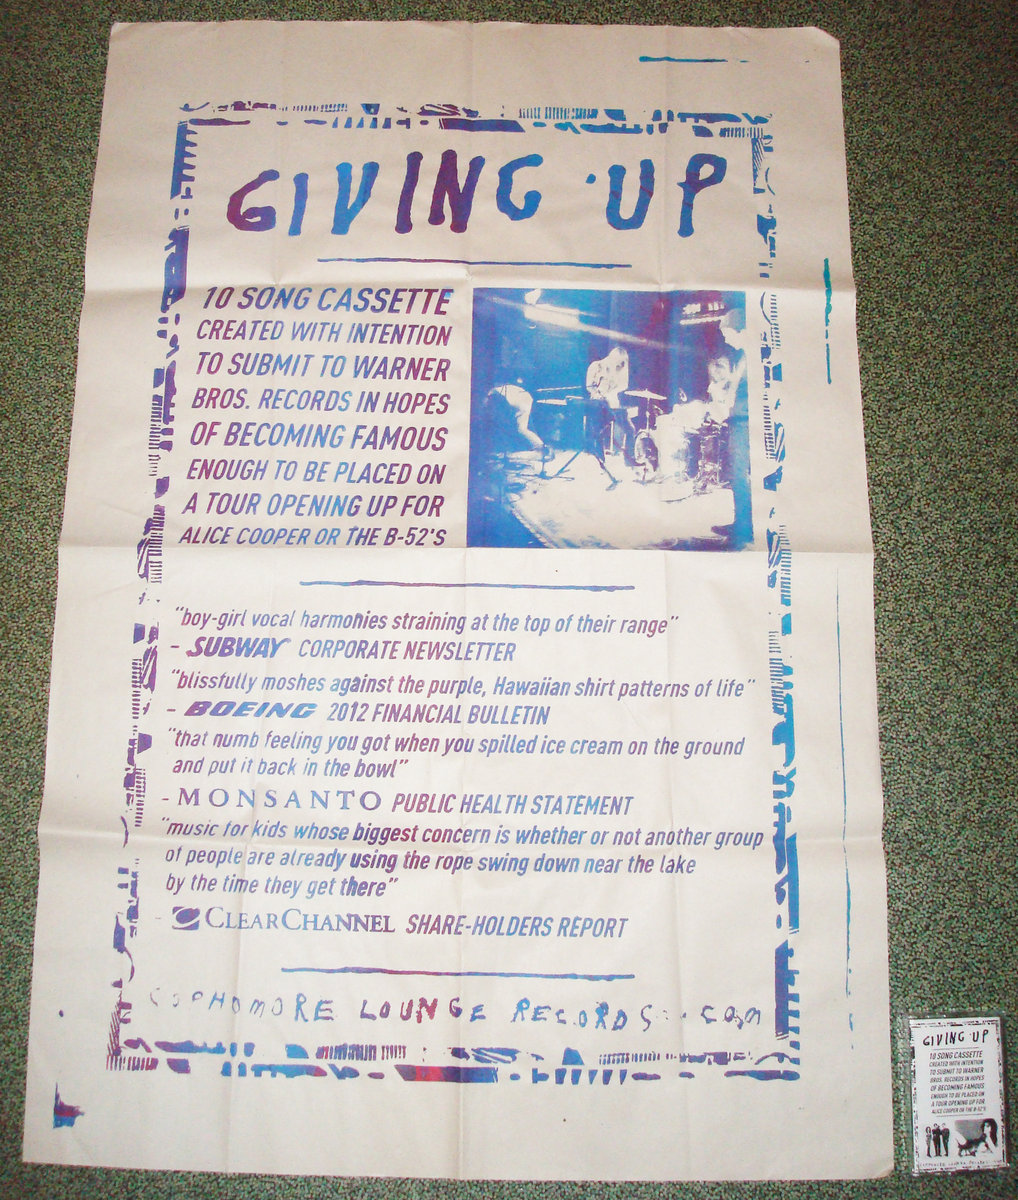 GIVING UP
10 SONG CASSETTE
CREATED WITH INTENTION
TO SUBMIT TO WARNER
BROS. RECORDS IN HOPES
OF BECOMING FAMOUS
ENOUGH TO BE PLACED ON
A TOUR OPENING UP FOR
ALICE COOPER OR THE B-52'S
"boy-girl vocal harmonies straining at the top of their range"
- SUBWAY CORPORATE NEWSLETTER
"blissfully moshes against the purple, Hawaiian shirt patterns of life"
- BOEING 2012 FINANCIAL BULLETIN
"that numb feeling you got when you spilled ice cream on the ground
and put it back in the bowl"
- MONSANTO PUBLIC HEALTH STATEMENT
"music for kids whose biggest concern is whether or not another group
of people are already using the rope swing down near the lake
by the time they get there"
- CLEARCHANNEL SHARE-HOLDERS REPORT
SOPHOMORE LOUNGE RECORDS.COM
GIVING UP
10 SONG CASSETTE
CREATED WITH INTENTION
TO SUBMIT TO WARNER
BROS. RECORDS IN HOPES
OF BECOMING FAMOUS
ENOUGH TO BE PLACED ON
A TOUR OPENING UP FOR
ALICE COOPER OR THE B-52'S